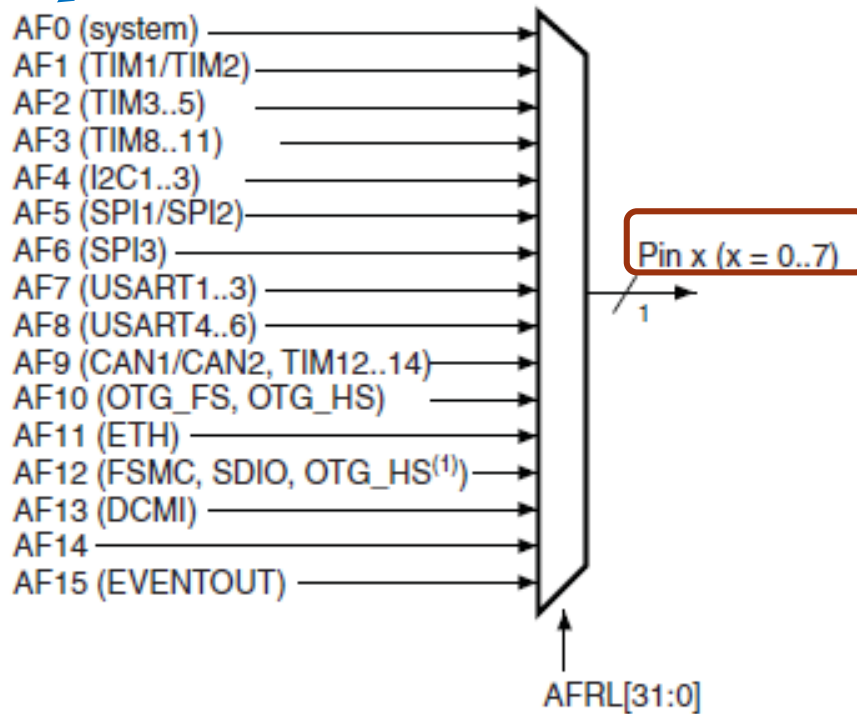 AF0 (system)
AF1 (TIM1/TIM2)
AF2 (TIM3..5)
AF3 (TIM8..11)
AF4 (I2C1..3)
AF5 (SPI1/SPI2)
AF6 (SPI3)
AF7 (USART1..3)
AF8 (USART4..6)
AF9 (CAN1/CAN2, TIM12..14)
AF10 (OTG_FS, OTG_HS)
AF11 (ETH)
AF12 (FSMC, SDIO, OTG_HS(1))
AF13 (DCMI)
AF14
AF15 (EVENTOUT)
Pin x (x = 0..7)
1
AFRL[31:0]